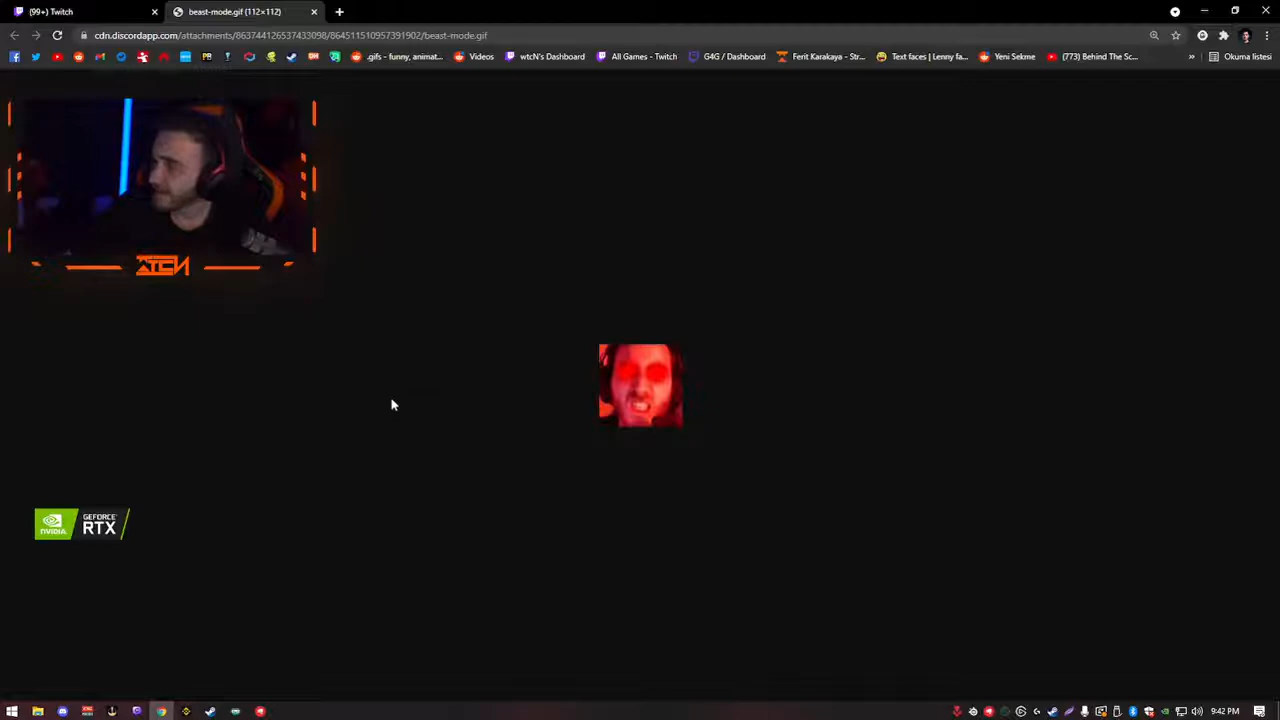 (99+) Twitch
beast-mode.gif (112×112)
cdn.discordapp.com/attachments/863744126537433098/864511510957391902/beast-mode.gif
.gifs - funny, animat...
Videos
wtcN's Dashboard
All Games - Twitch
G4G / Dashboard
Ferit Karakaya - Str...
Text faces | Lenny fa...
Yeni Sekme
(773) Behind The Sc...
»
Okuma listesi
WTCN
NVIDIA.
GEFORCE
RTX
9:42 PM